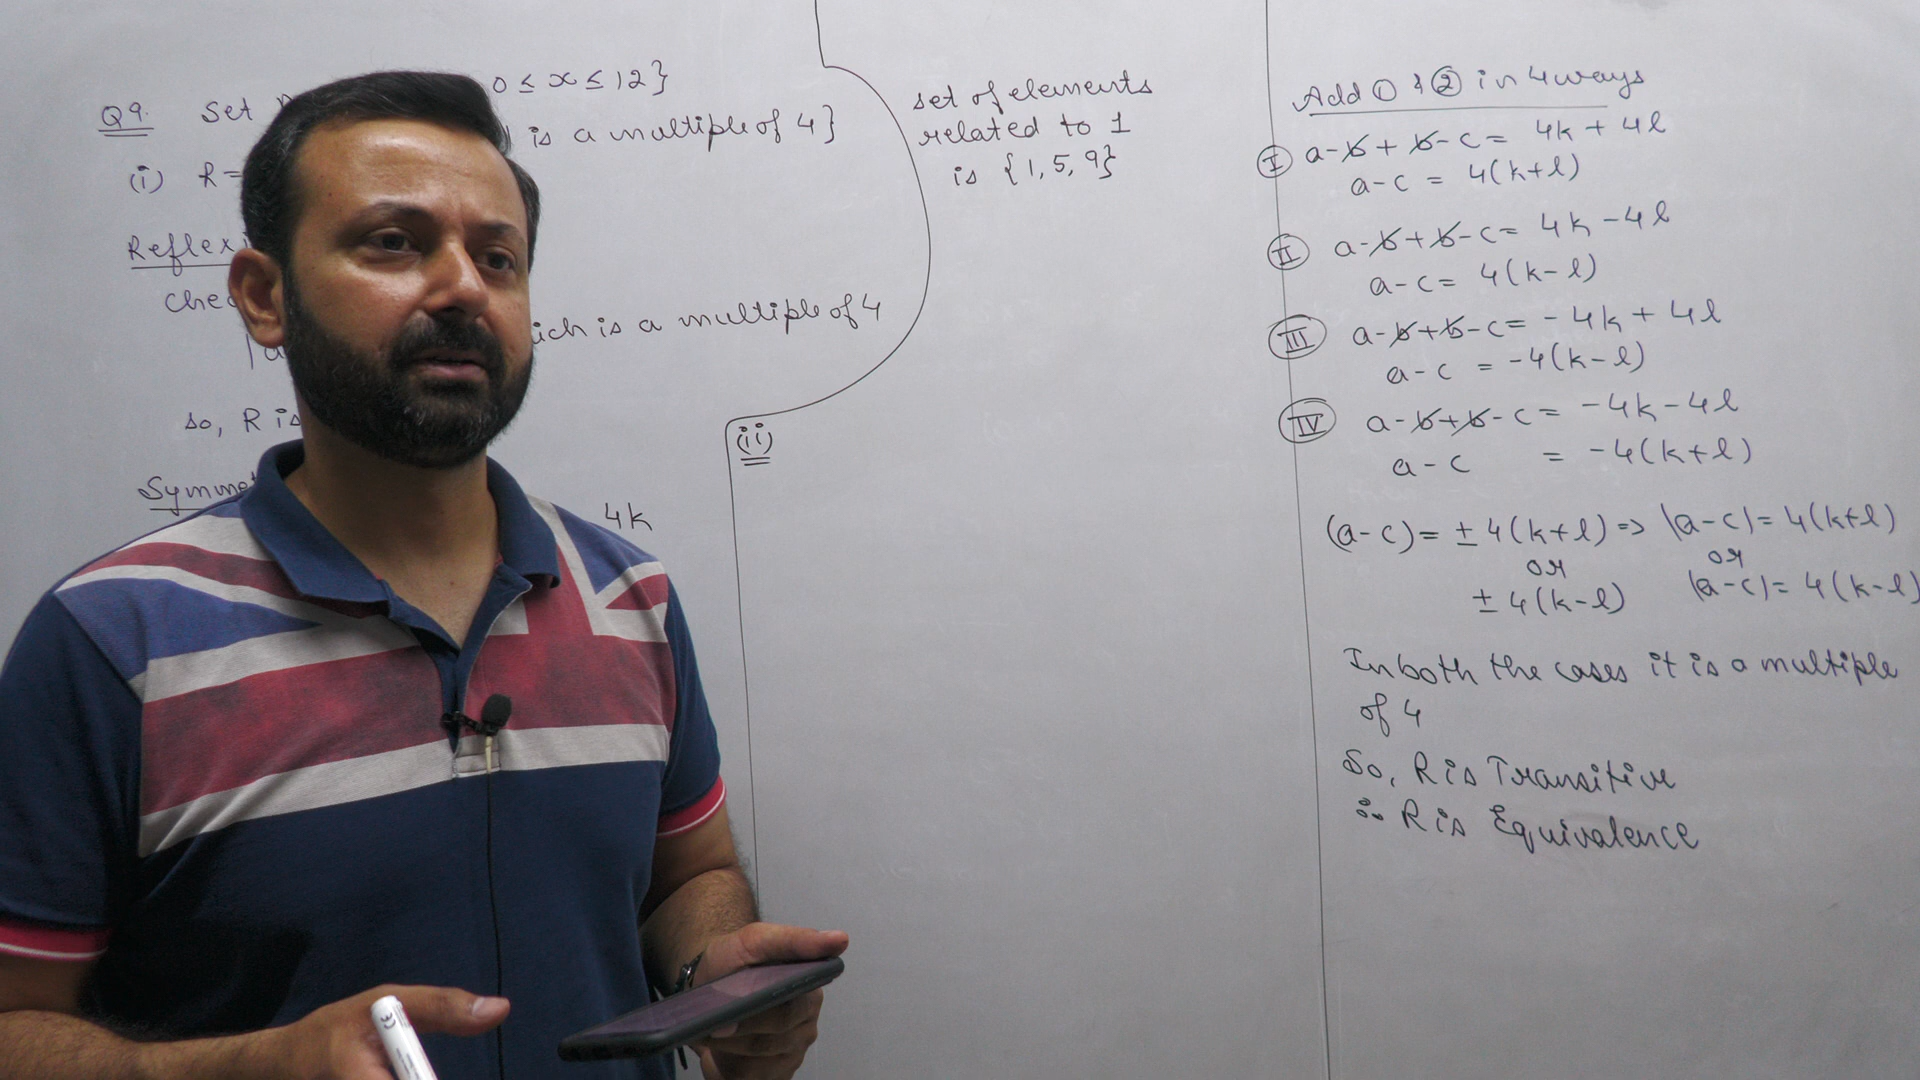 Q9. Set 0 ≤ x ≤ 12}
(i) R= is a multiple of 4}
Reflexi
Chec
|a ich is a multiple of 4
so, R is
Symme
4k
set of elements
related to 1
is {1, 5, 9}
(ii)
Add ① & ② in 4 ways
I a-b+b-c= 4k+4l
a-c = 4(k+l)
II a-b+b-c= 4k-4l
a-c= 4(k-l)
III a-b+b-c= -4k+4l
a-c = -4(k-l)
IV a-b+b-c= -4k-4l
a-c = -4(k+l)
(a-c)= ± 4(k+l) => |a-c|= 4(k+l)
or or
± 4(k-l) |a-c|= 4(k-l)
In both the cases it is a multiple
of 4
So, R is Transitive
∴ R is Equivalence